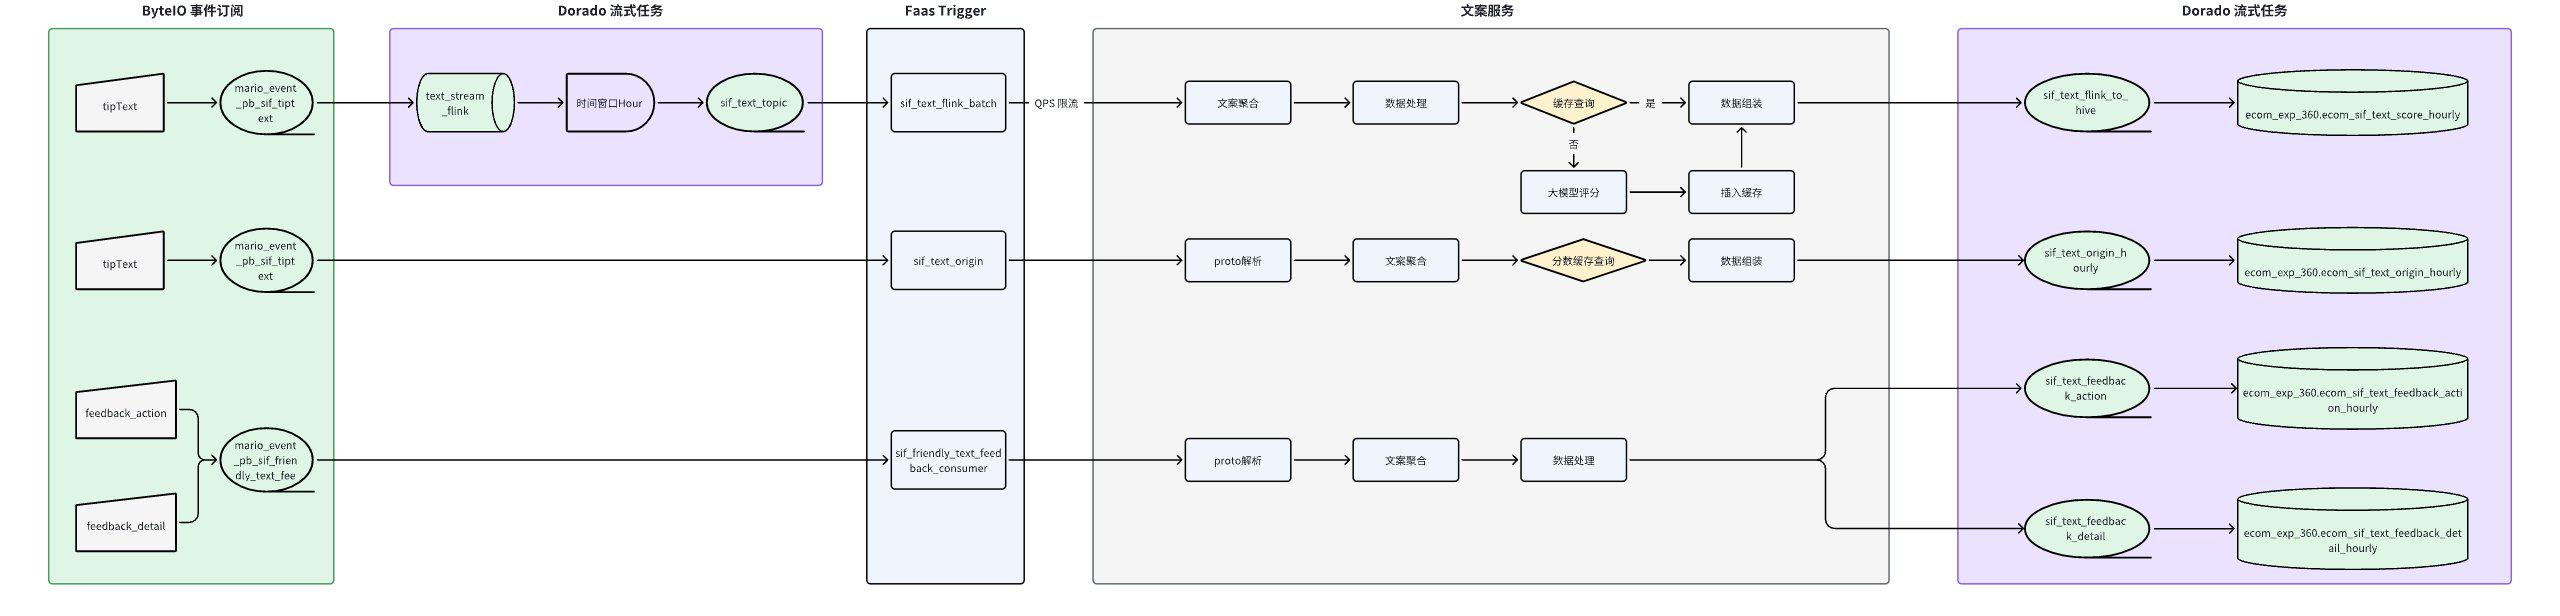 ByteIO 事件订阅
Dorado 流式任务
Faas Trigger
文案服务
Dorado 流式任务
tipText
mario_event
_pb_sif_tipt
ext
text_stream
_flink
时间窗口Hour
sif_text_topic
sif_text_flink_batch
QPS 限流
文案聚合
数据处理
缓存查询
是
数据组装
否
大模型评分
插入缓存
sif_text_flink_to_
hive
ecom_exp_360.ecom_sif_text_score_hourly
tipText
mario_event
_pb_sif_tipt
ext
sif_text_origin
proto解析
文案聚合
分数缓存查询
数据组装
sif_text_origin_h
ourly
ecom_exp_360.ecom_sif_text_origin_hourly
feedback_action
feedback_detail
mario_event
_pb_sif_frien
dly_text_fee
sif_friendly_text_feed
back_consumer
proto解析
文案聚合
数据处理
sif_text_feedbac
k_action
ecom_exp_360.ecom_sif_text_feedback_acti
on_hourly
sif_text_feedbac
k_detail
ecom_exp_360.ecom_sif_text_feedback_det
ail_hourly